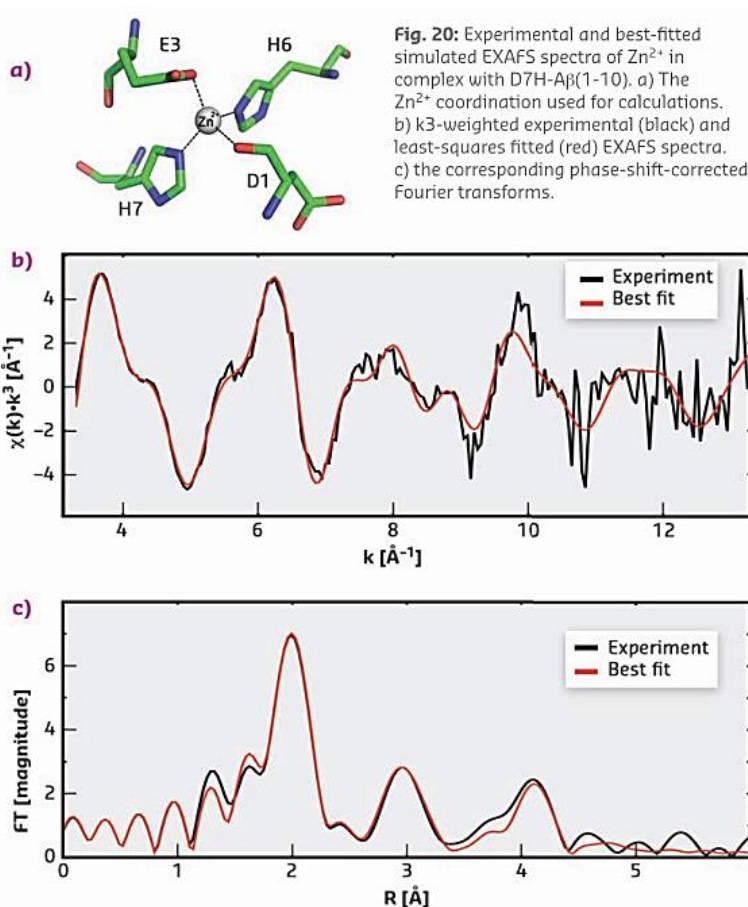 a)
E3
H6
Zn²⁺
H7
D1
Fig. 20: Experimental and best-fitted
simulated EXAFS spectra of Zn²⁺ in
complex with D7H-Aβ(1-10). a) The
Zn²⁺ coordination used for calculations.
b) k3-weighted experimental (black) and
least-squares fitted (red) EXAFS spectra.
c) the corresponding phase-shift-corrected
Fourier transforms.
b)
Experiment
Best fit
χ(k)•k³ [Å⁻¹]
4
2
0
−2
−4
4 6 8 10 12
k [Å⁻¹]
c)
Experiment
Best fit
FT [magnitude]
6
4
2
0
0 1 2 3 4 5
R [Å]